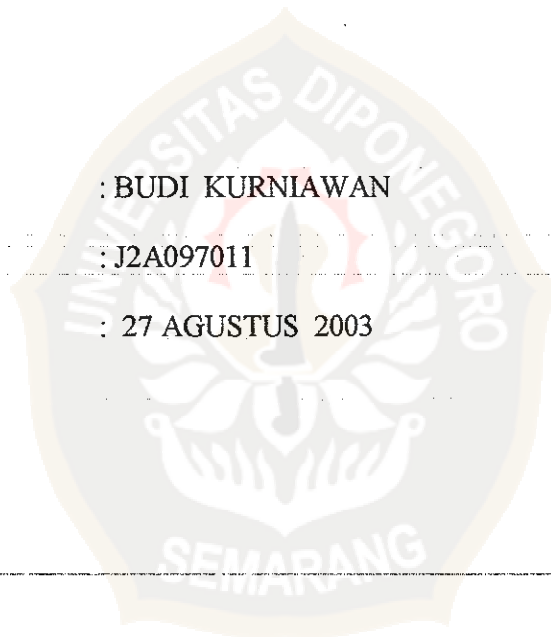 UNIVERSITAS DIPONEGORO
: BUDI KURNIAWAN
: J2A097011
: 27 AGUSTUS 2003
SEMARANG